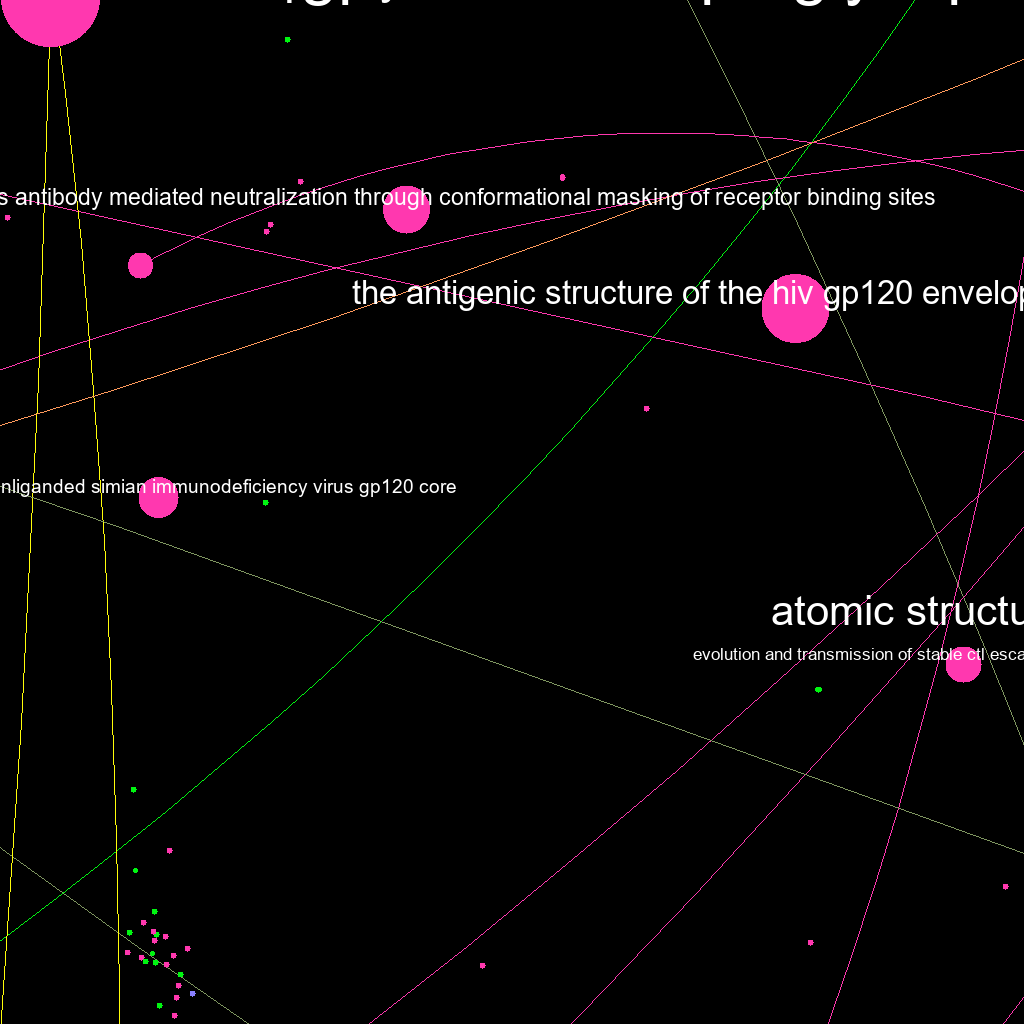 s antibody mediated neutralization through conformational masking of receptor binding sites
the antigenic structure of the hiv gp120 envelop
nliganded simian immunodeficiency virus gp120 core
atomic structu
evolution and transmission of stable ctl esca